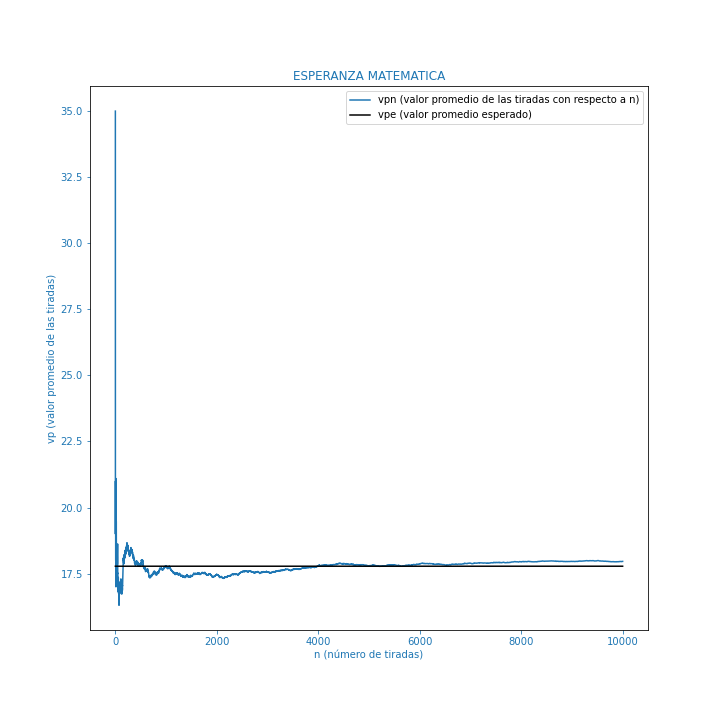 ESPERANZA MATEMATICA
vpn (valor promedio de las tiradas con respecto a n)
vpe (valor promedio esperado)
35.0
32.5
30.0
27.5
25.0
22.5
20.0
17.5
vp (valor promedio de las tiradas)
0 2000 4000 6000 8000 10000
n (número de tiradas)